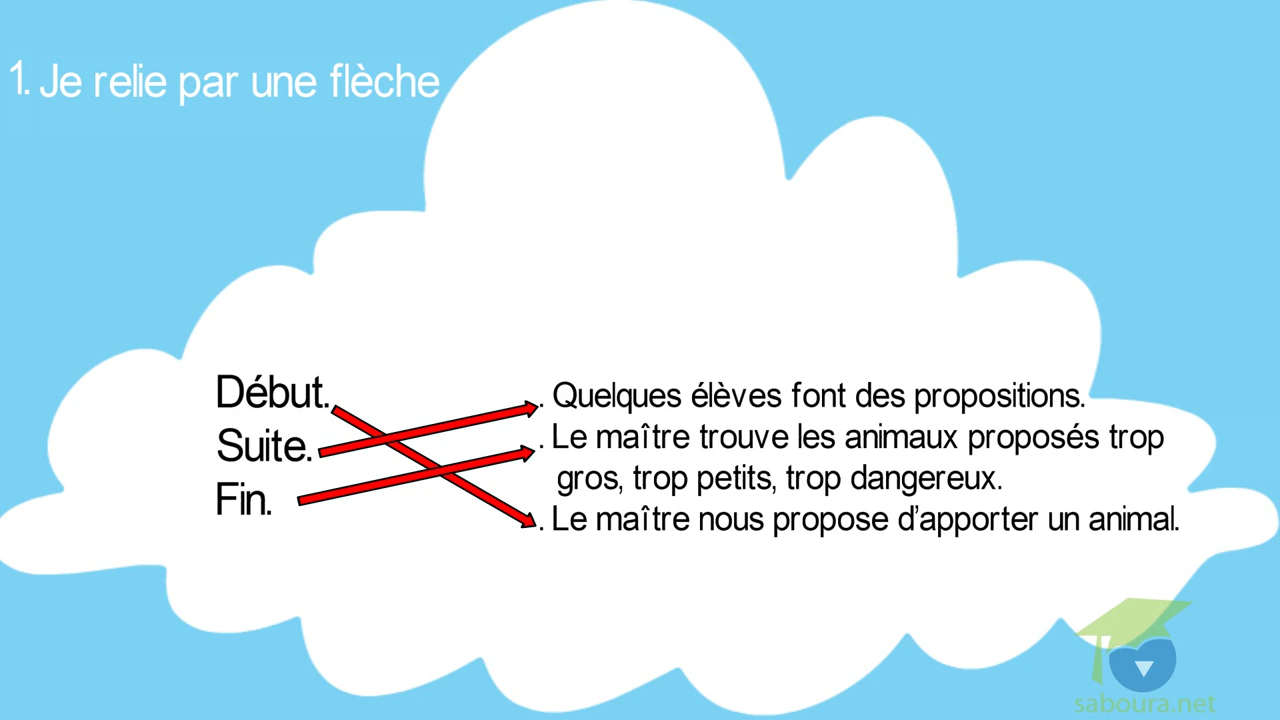 1. Je relie par une flèche
Début.
Suite.
Fin.
. Quelques élèves font des propositions.
. Le maître trouve les animaux proposés trop
gros, trop petits, trop dangereux.
. Le maître nous propose d’apporter un animal.
saboura.net